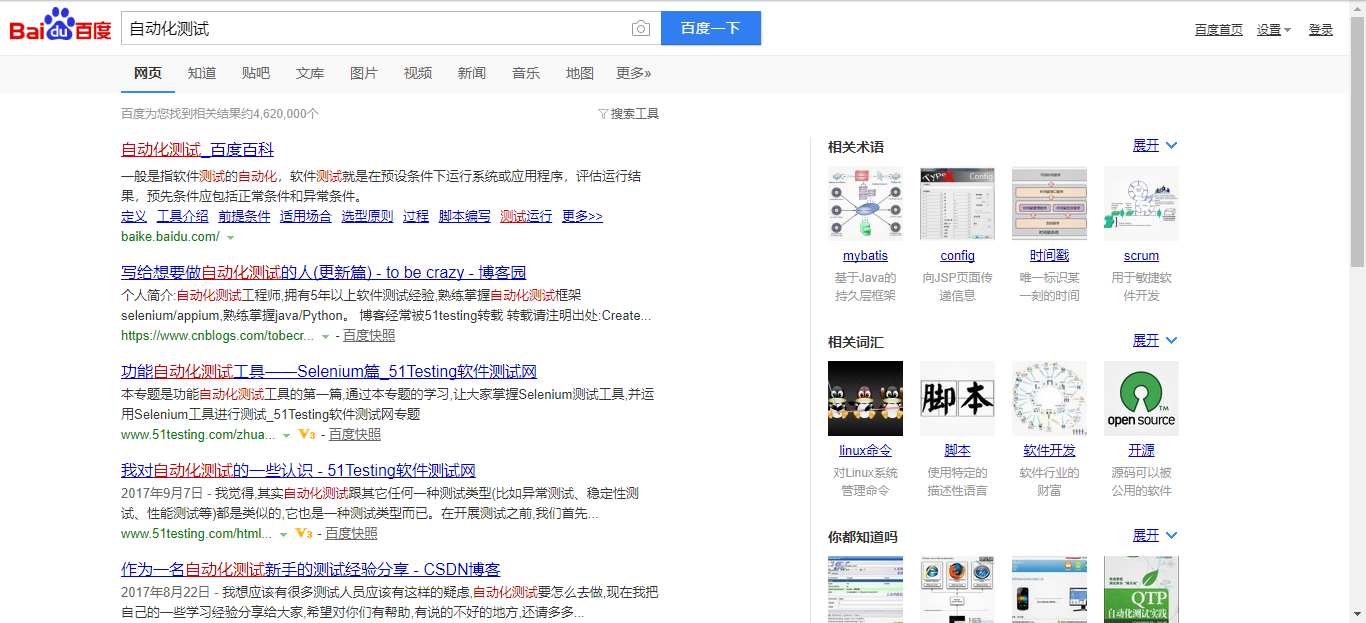 Bai du 百度
自动化测试
百度一下
百度首页 设置 登录
网页 知道 贴吧 文库 图片 视频 新闻 音乐 地图 更多»
百度为您找到相关结果约4,620,000个
搜索工具
自动化测试_百度百科
一般是指软件测试的自动化，软件测试就是在预设条件下运行系统或应用程序，评估运行结
果，预先条件应包括正常条件和异常条件。
定义 工具介绍 前提条件 适用场合 选型原则 过程 脚本编写 测试运行 更多>>
baike.baidu.com/
写给想要做自动化测试的人(更新篇) - to be crazy - 博客园
个人简介:自动化测试工程师,拥有5年以上软件测试经验,熟练掌握自动化测试框架
selenium/appium,熟练掌握java/Python。 博客经常被51testing转载 转载请注明出处:Create...
https://www.cnblogs.com/tobecr... - 百度快照
功能自动化测试工具——Selenium篇_51Testing软件测试网
本专题是功能自动化测试工具的第一篇,通过本专题的学习,让大家掌握Selenium测试工具,并运
用Selenium工具进行测试_51Testing软件测试网专题
www.51testing.com/zhua... V3 - 百度快照
我对自动化测试的一些认识 - 51Testing软件测试网
2017年9月7日 - 我觉得,其实自动化测试跟其它任何一种测试类型(比如异常测试、稳定性测
试、性能测试等)都是类似的,它也是一种测试类型而已。在开展测试之前,我们首先...
www.51testing.com/html... V3 - 百度快照
作为一名自动化测试新手的测试经验分享 - CSDN博客
2017年8月22日 - 我想应该有很多测试人员应该有这样的疑虑,自动化测试要怎么去做,现在我把
自己的一些学习经验分享给大家,希望对你们有帮助,有说的不好的地方,还请多多...
相关术语 展开
TypeX Config
mybatis config 时间戳 scrum
基于Java的 向JSP页面传 唯一标识某 用于敏捷软
持久层框架 递信息 一刻的时间 件开发
相关词汇 展开
脚本
open source
TM
linux命令 脚本 软件开发 开源
对Linux系统 使用特定的 软件行业的 源码可以被
管理命令 描述性语言 财富 公用的软件
你都知道吗 展开
QTP
自动化测试实践